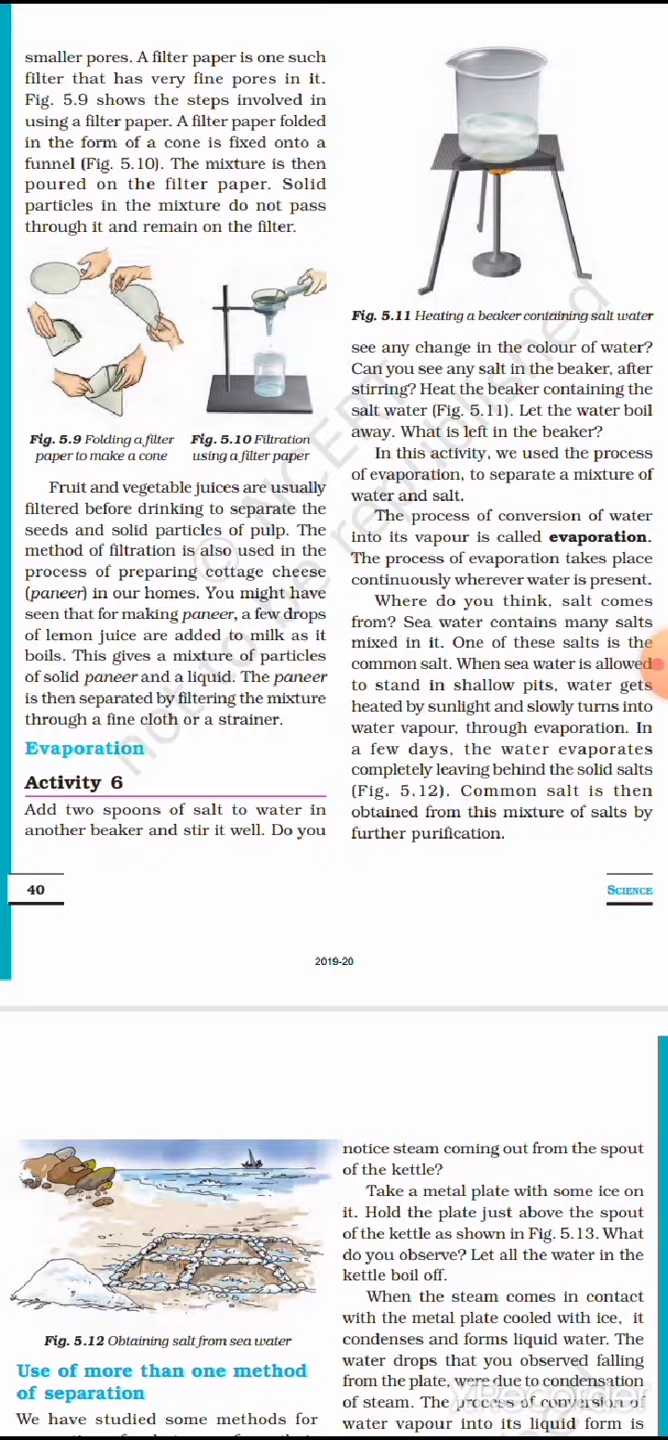 smaller pores. A filter paper is one such
filter that has very fine pores in it.
Fig. 5.9 shows the steps involved in
using a filter paper. A filter paper folded
in the form of a cone is fixed onto a
funnel (Fig. 5.10). The mixture is then
poured on the filter paper. Solid
particles in the mixture do not pass
through it and remain on the filter.
Fig. 5.9 Folding a filter
paper to make a cone
Fig. 5.10 Filtration
using a filter paper
Fruit and vegetable juices are usually
filtered before drinking to separate the
seeds and solid particles of pulp. The
method of filtration is also used in the
process of preparing cottage cheese
(paneer) in our homes. You might have
seen that for making paneer, a few drops
of lemon juice are added to milk as it
boils. This gives a mixture of particles
of solid paneer and a liquid. The paneer
is then separated by filtering the mixture
through a fine cloth or a strainer.
Evaporation
Activity 6
Add two spoons of salt to water in
another beaker and stir it well. Do you
Fig. 5.11 Heating a beaker containing salt water
see any change in the colour of water?
Can you see any salt in the beaker, after
stirring? Heat the beaker containing the
salt water (Fig. 5.11). Let the water boil
away. What is left in the beaker?
In this activity, we used the process
of evaporation, to separate a mixture of
water and salt.
The process of conversion of water
into its vapour is called evaporation.
The process of evaporation takes place
continuously wherever water is present.
Where do you think, salt comes
from? Sea water contains many salts
mixed in it. One of these salts is the
common salt. When sea water is allowed
to stand in shallow pits, water gets
heated by sunlight and slowly turns into
water vapour, through evaporation. In
a few days, the water evaporates
completely leaving behind the solid salts
(Fig. 5.12). Common salt is then
obtained from this mixture of salts by
further purification.
© NCERT
not to be republished
40
SCIENCE
2019-20
Fig. 5.12 Obtaining salt from sea water
Use of more than one method
of separation
We have studied some methods for
notice steam coming out from the spout
of the kettle?
Take a metal plate with some ice on
it. Hold the plate just above the spout
of the kettle as shown in Fig. 5.13. What
do you observe? Let all the water in the
kettle boil off.
When the steam comes in contact
with the metal plate cooled with ice, it
condenses and forms liquid water. The
water drops that you observed falling
from the plate, were due to condensation
of steam. The process of conversion of
water vapour into its liquid form is
XRecorder